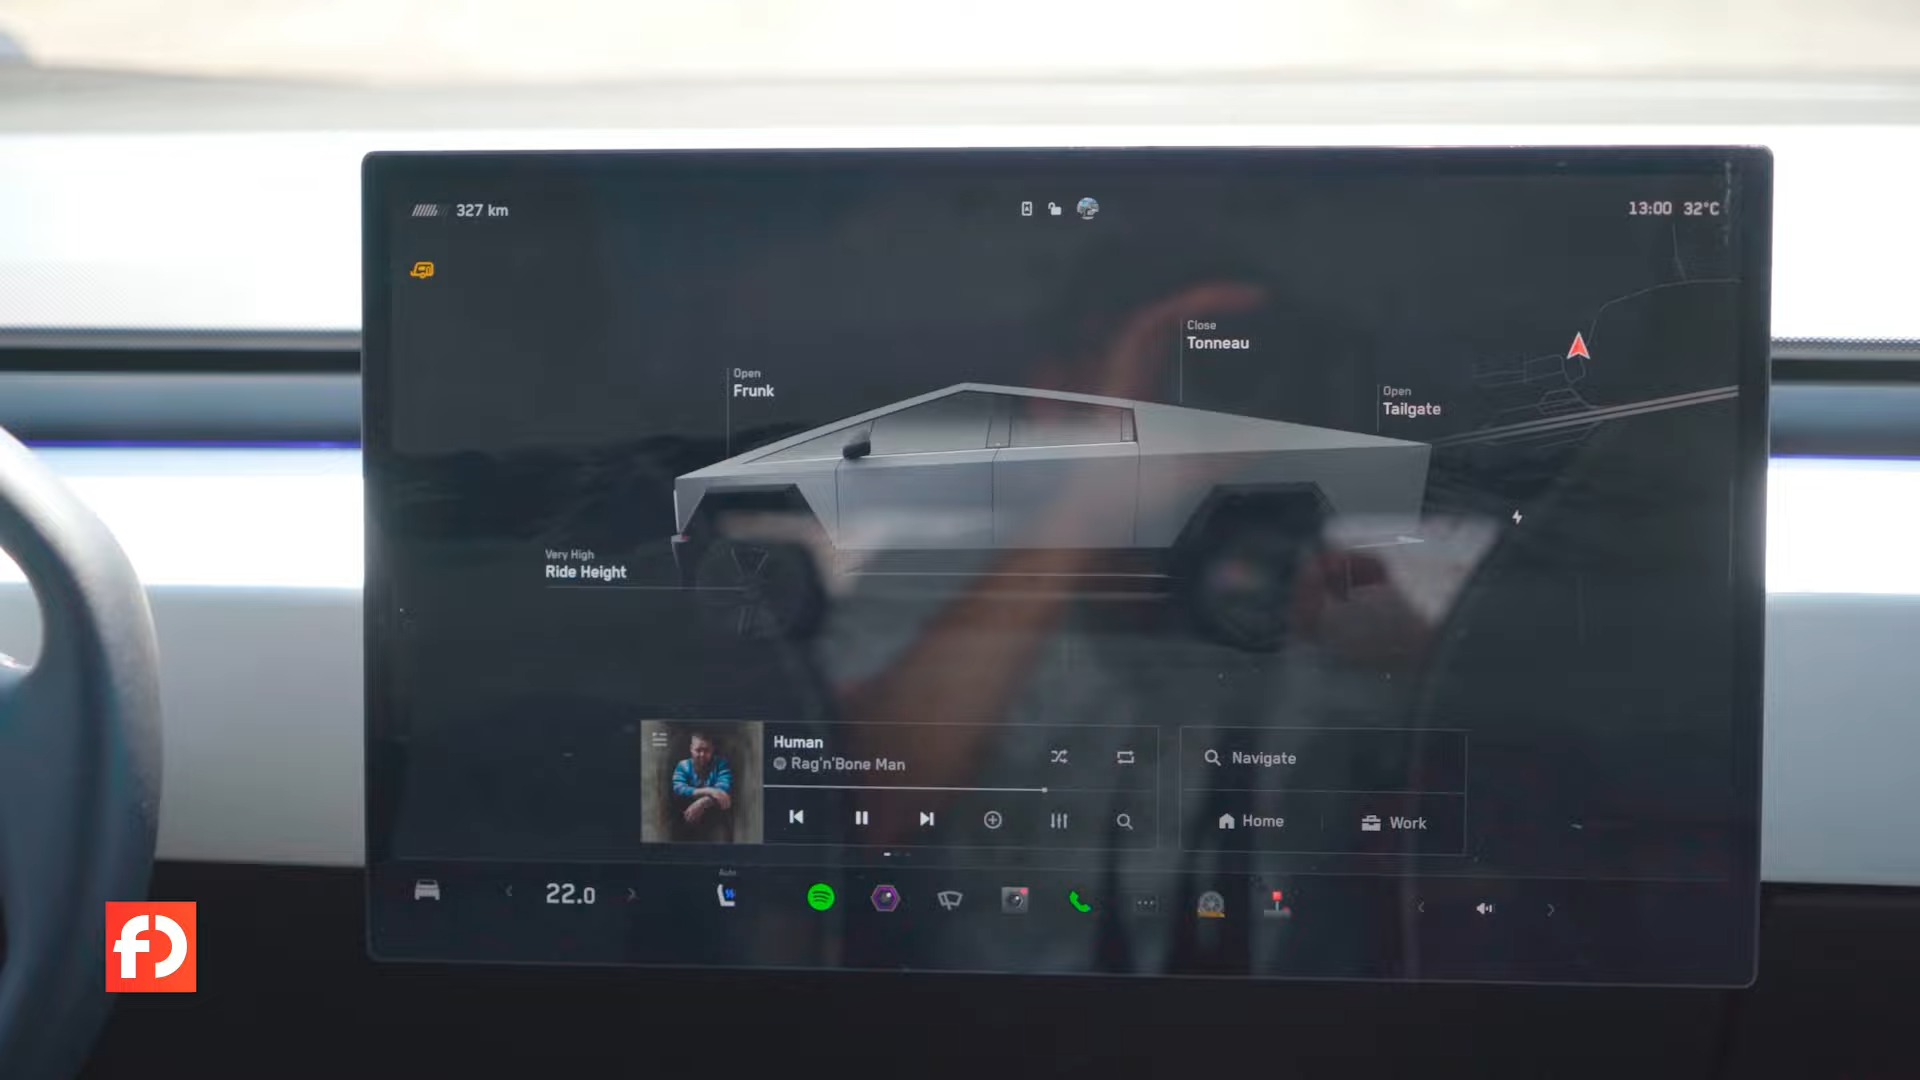 327 km
13:00 32°C
Close
Tonneau
Open
Frunk
Open
Tailgate
Very High
Ride Height
Human
Rag'n'Bone Man
Navigate
Home
Work
Auto
22.0
fD